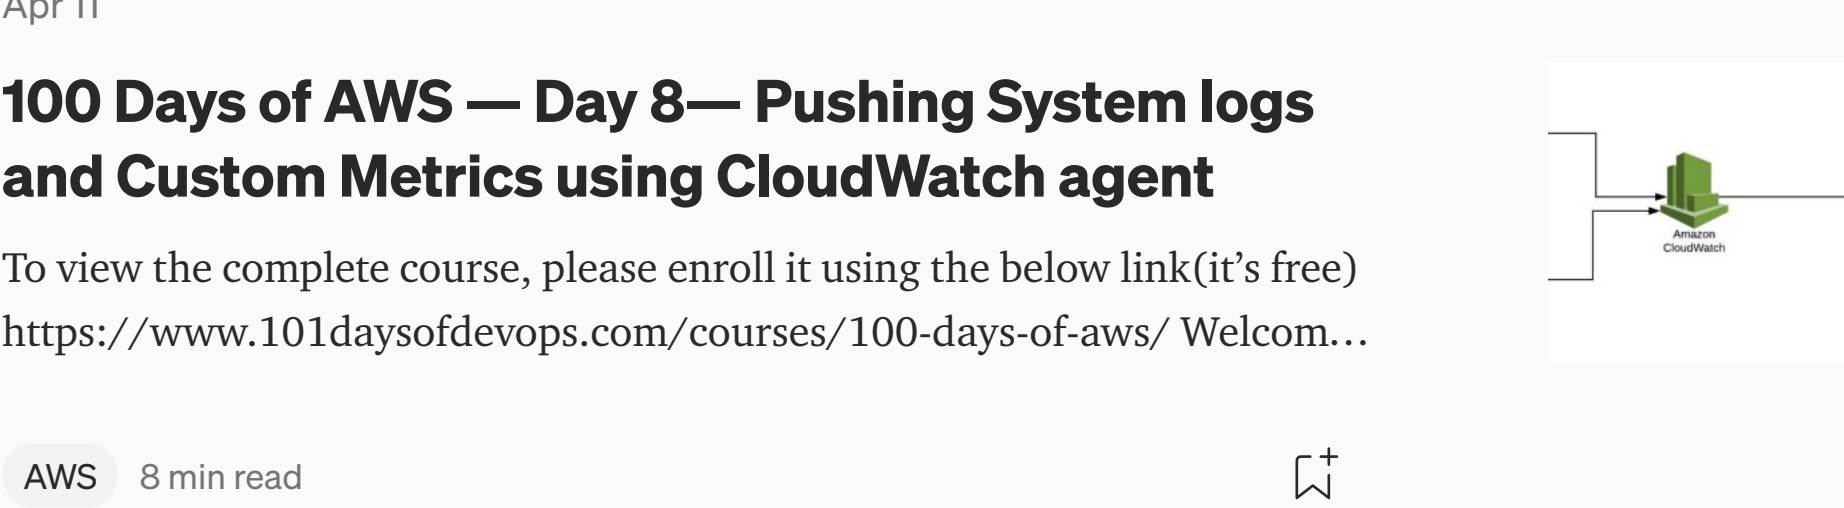 Apr 11
100 Days of AWS — Day 8— Pushing System logs
and Custom Metrics using CloudWatch agent
To view the complete course, please enroll it using the below link(it’s free)
https://www.101daysofdevops.com/courses/100-days-of-aws/ Welcom…
Amazon
CloudWatch
AWS
8 min read